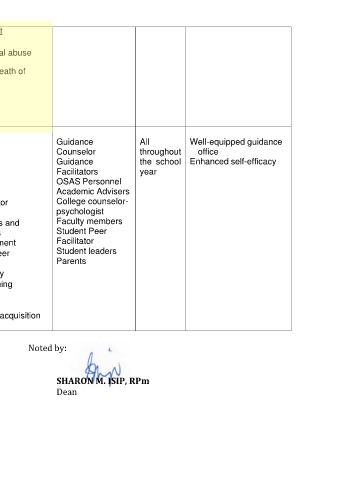 al abuse
eath of
Guidance
Counselor
Guidance
Facilitators
OSAS Personnel
Academic Advisers
College counselor-
psychologist
Faculty members
Student Peer
Facilitator
Student leaders
Parents
All
throughout
the school
year
Well-equipped guidance
office
Enhanced self-efficacy
or
s and
ment
eer
y
ning
acquisition
Noted by:
SHARON M. ISIP, RPm
Dean